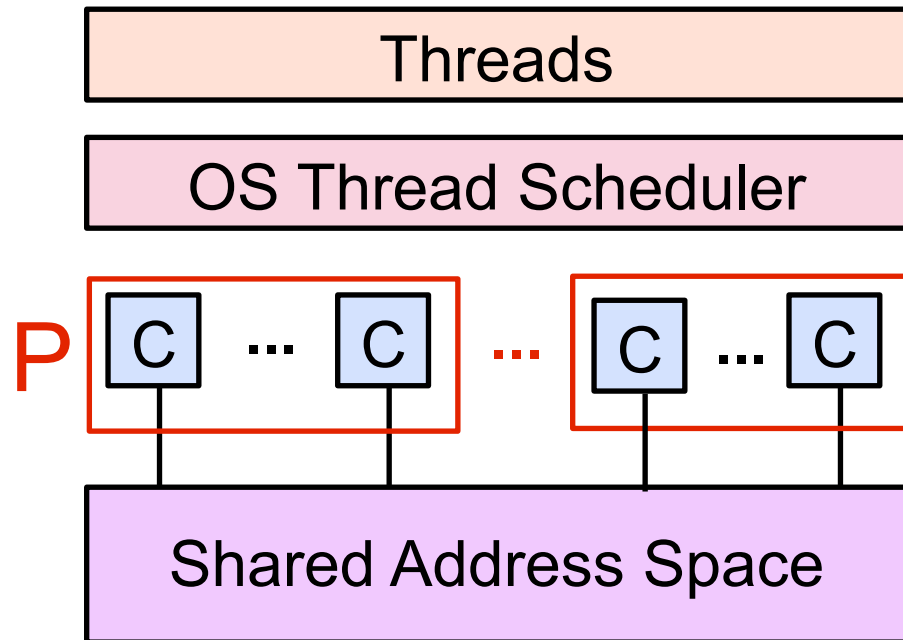 Threads
OS Thread Scheduler
P C ... C ... C ... C
Shared Address Space